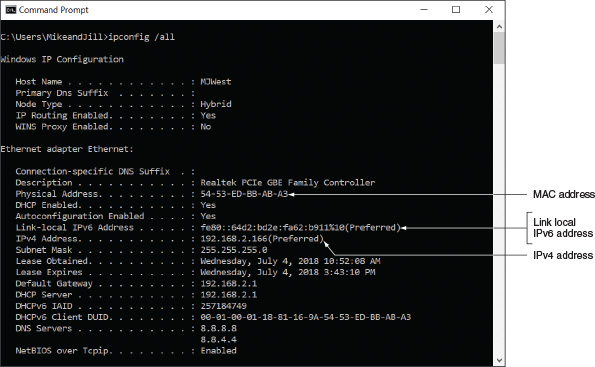 Command Prompt
C:\Users\MikeandJill>ipconfig /all
Windows IP Configuration
Host Name . . . . . . . . . . . . : MJWest
Primary Dns Suffix . . . . . . . :
Node Type . . . . . . . . . . . . : Hybrid
IP Routing Enabled. . . . . . . . : Yes
WINS Proxy Enabled. . . . . . . . : No
Ethernet adapter Ethernet:
Connection-specific DNS Suffix . :
Description . . . . . . . . . . . : Realtek PCIe GBE Family Controller
Physical Address. . . . . . . . . : 54-53-ED-BB-AB-A3
MAC address
DHCP Enabled. . . . . . . . . . . : Yes
Autoconfiguration Enabled . . . . : Yes
Link-local IPv6 Address . . . . . : fe80::64d2:bd2e:fa62:b911%10(Preferred)
Link local
IPv6 address
IPv4 Address. . . . . . . . . . . : 192.168.2.166(Preferred)
IPv4 address
Subnet Mask . . . . . . . . . . . : 255.255.255.0
Lease Obtained. . . . . . . . . . : Wednesday, July 4, 2018 10:52:08 AM
Lease Expires . . . . . . . . . . : Wednesday, July 4, 2018 3:43:10 PM
Default Gateway . . . . . . . . . : 192.168.2.1
DHCP Server . . . . . . . . . . . : 192.168.2.1
DHCPv6 IAID . . . . . . . . . . . : 257184749
DHCPv6 Client DUID. . . . . . . . : 00-01-00-01-18-81-16-9A-54-53-ED-BB-AB-A3
DNS Servers . . . . . . . . . . . : 8.8.8.8
8.8.4.4
NetBIOS over Tcpip. . . . . . . . : Enabled